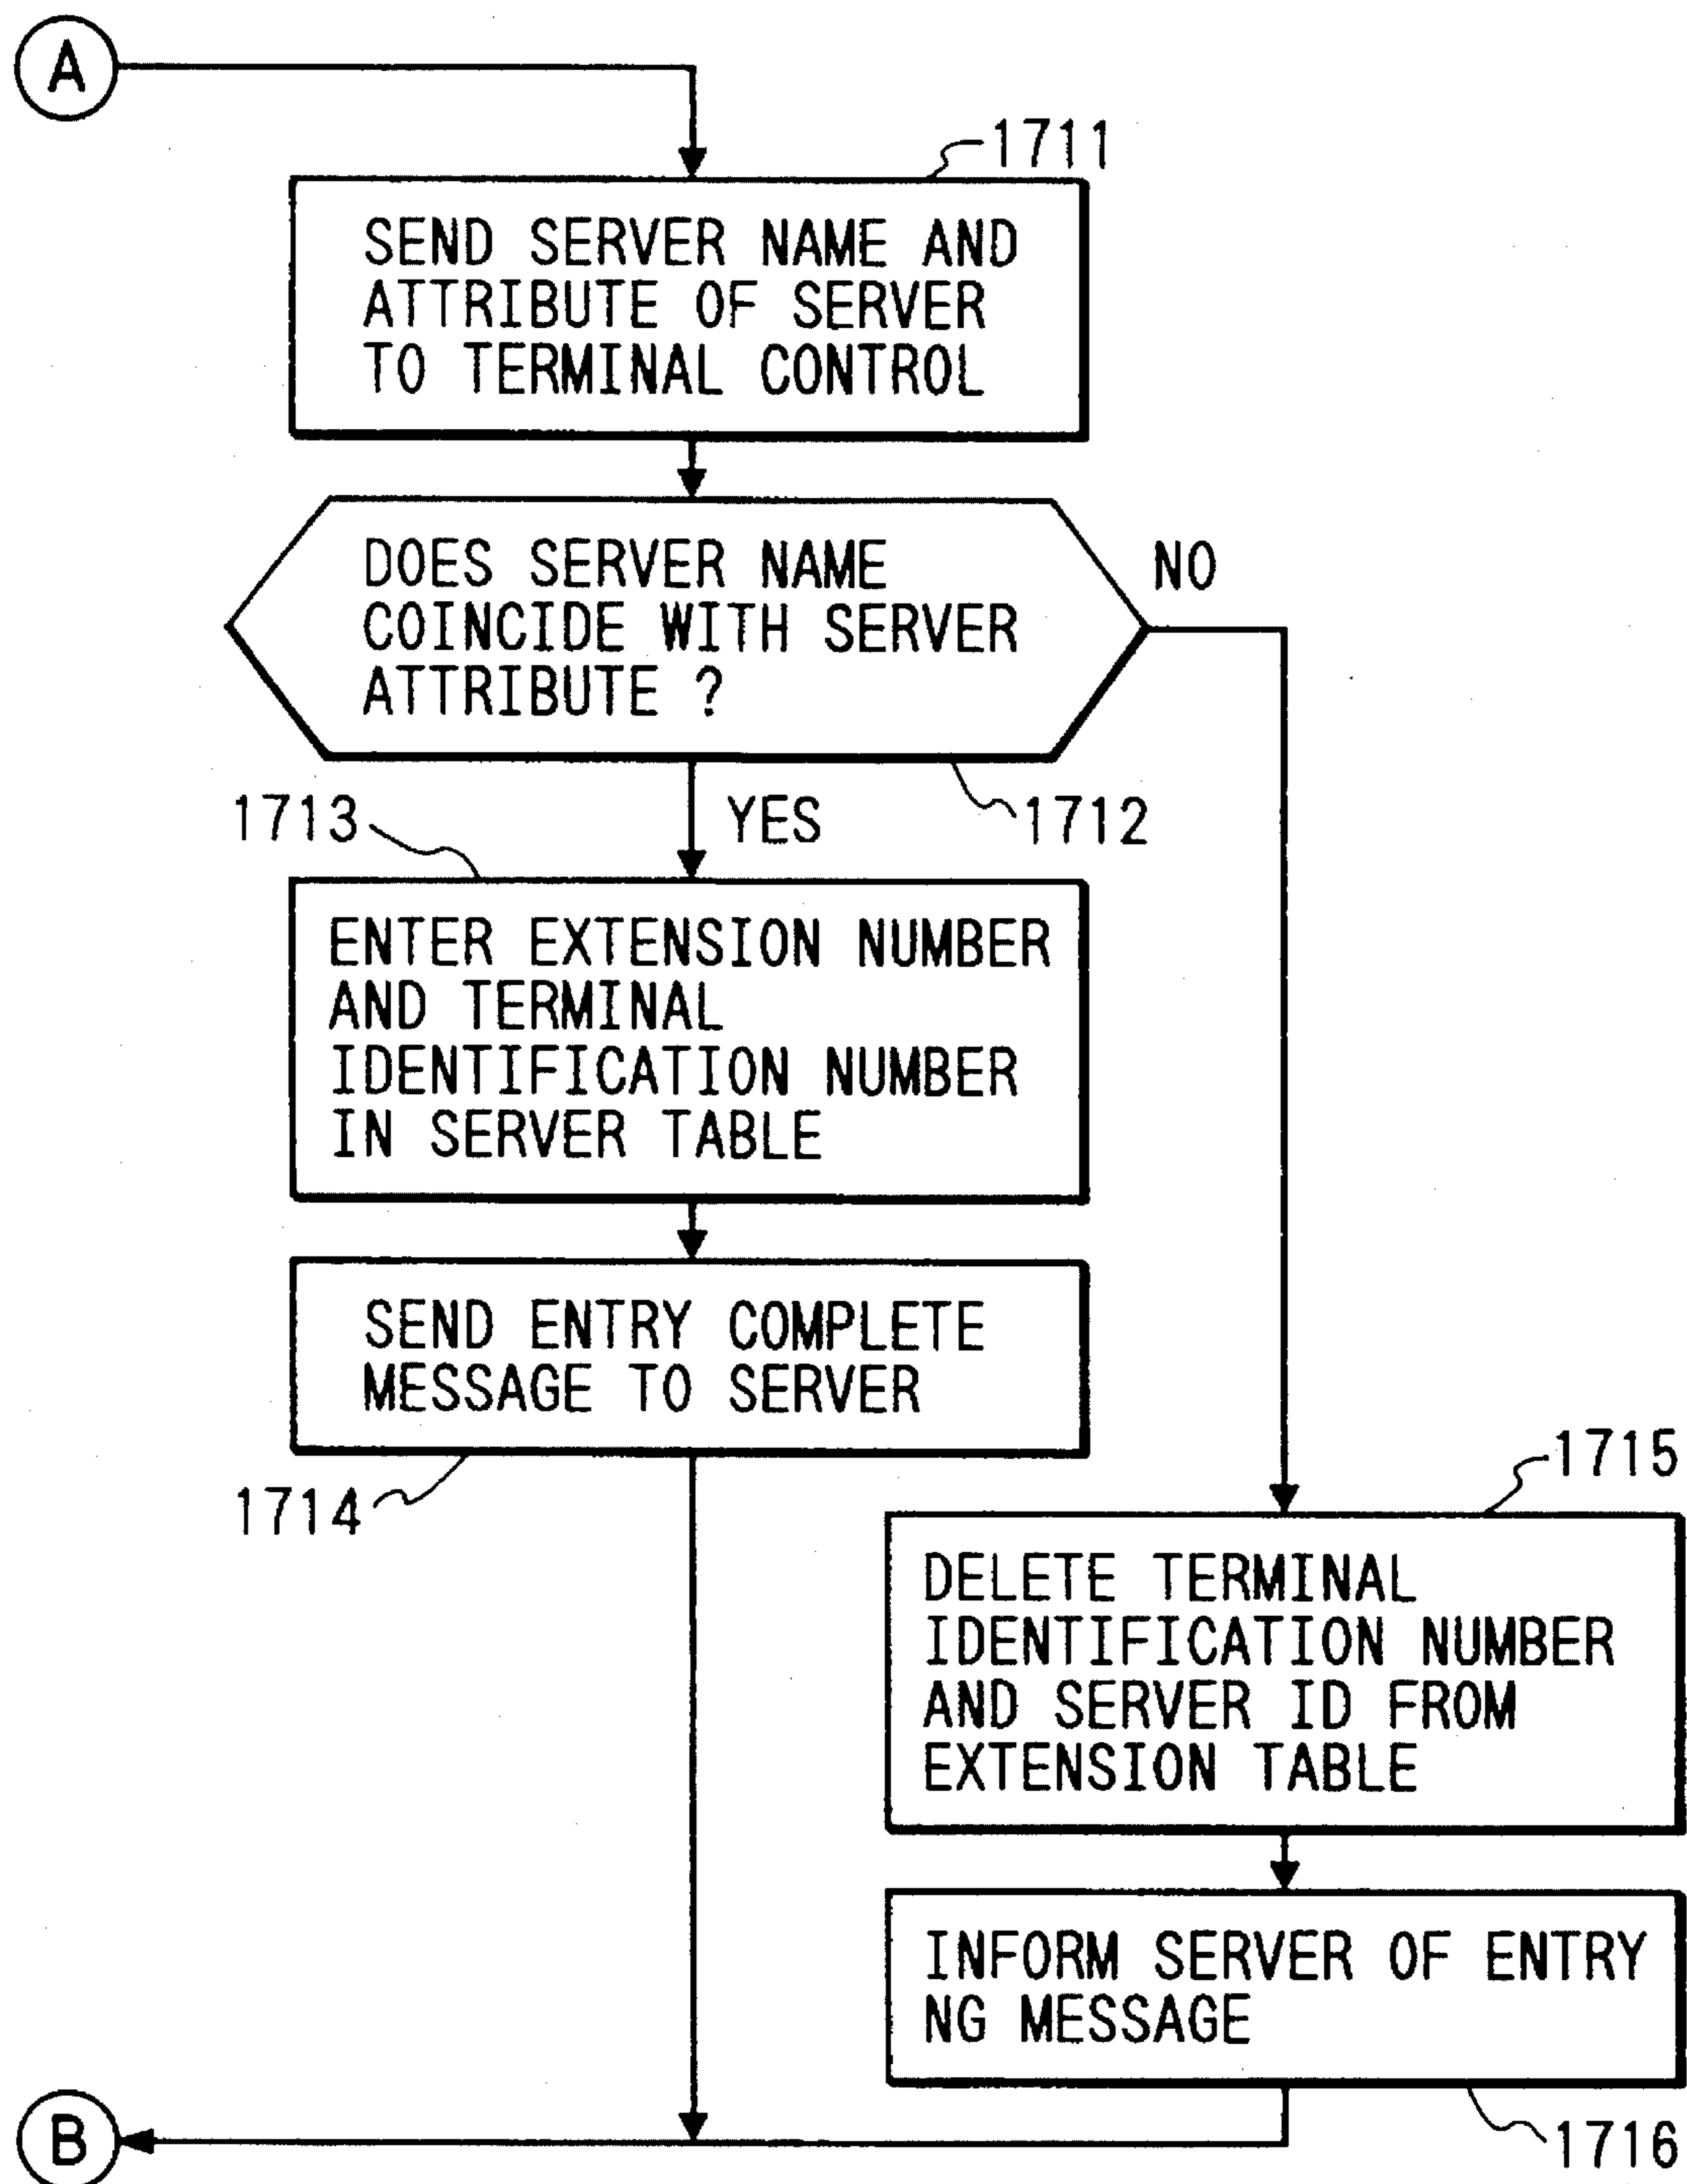 A
1711
SEND SERVER NAME AND
ATTRIBUTE OF SERVER
TO TERMINAL CONTROL
DOES SERVER NAME
COINCIDE WITH SERVER
ATTRIBUTE ?
NO
YES
1712
1713
ENTER EXTENSION NUMBER
AND TERMINAL
IDENTIFICATION NUMBER
IN SERVER TABLE
SEND ENTRY COMPLETE
MESSAGE TO SERVER
1714
1715
DELETE TERMINAL
IDENTIFICATION NUMBER
AND SERVER ID FROM
EXTENSION TABLE
INFORM SERVER OF ENTRY
NG MESSAGE
1716
B